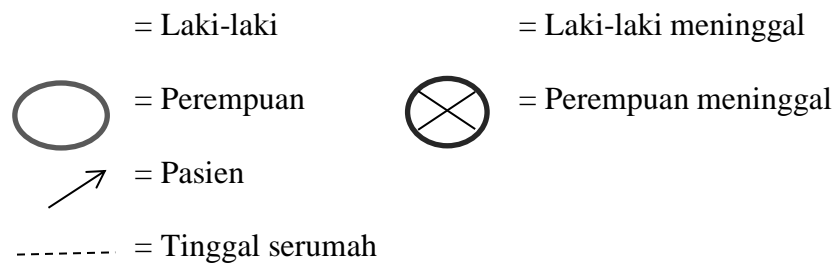 = Laki-laki = Laki-laki meninggal
= Perempuan = Perempuan meninggal
= Pasien
= Tinggal serumah